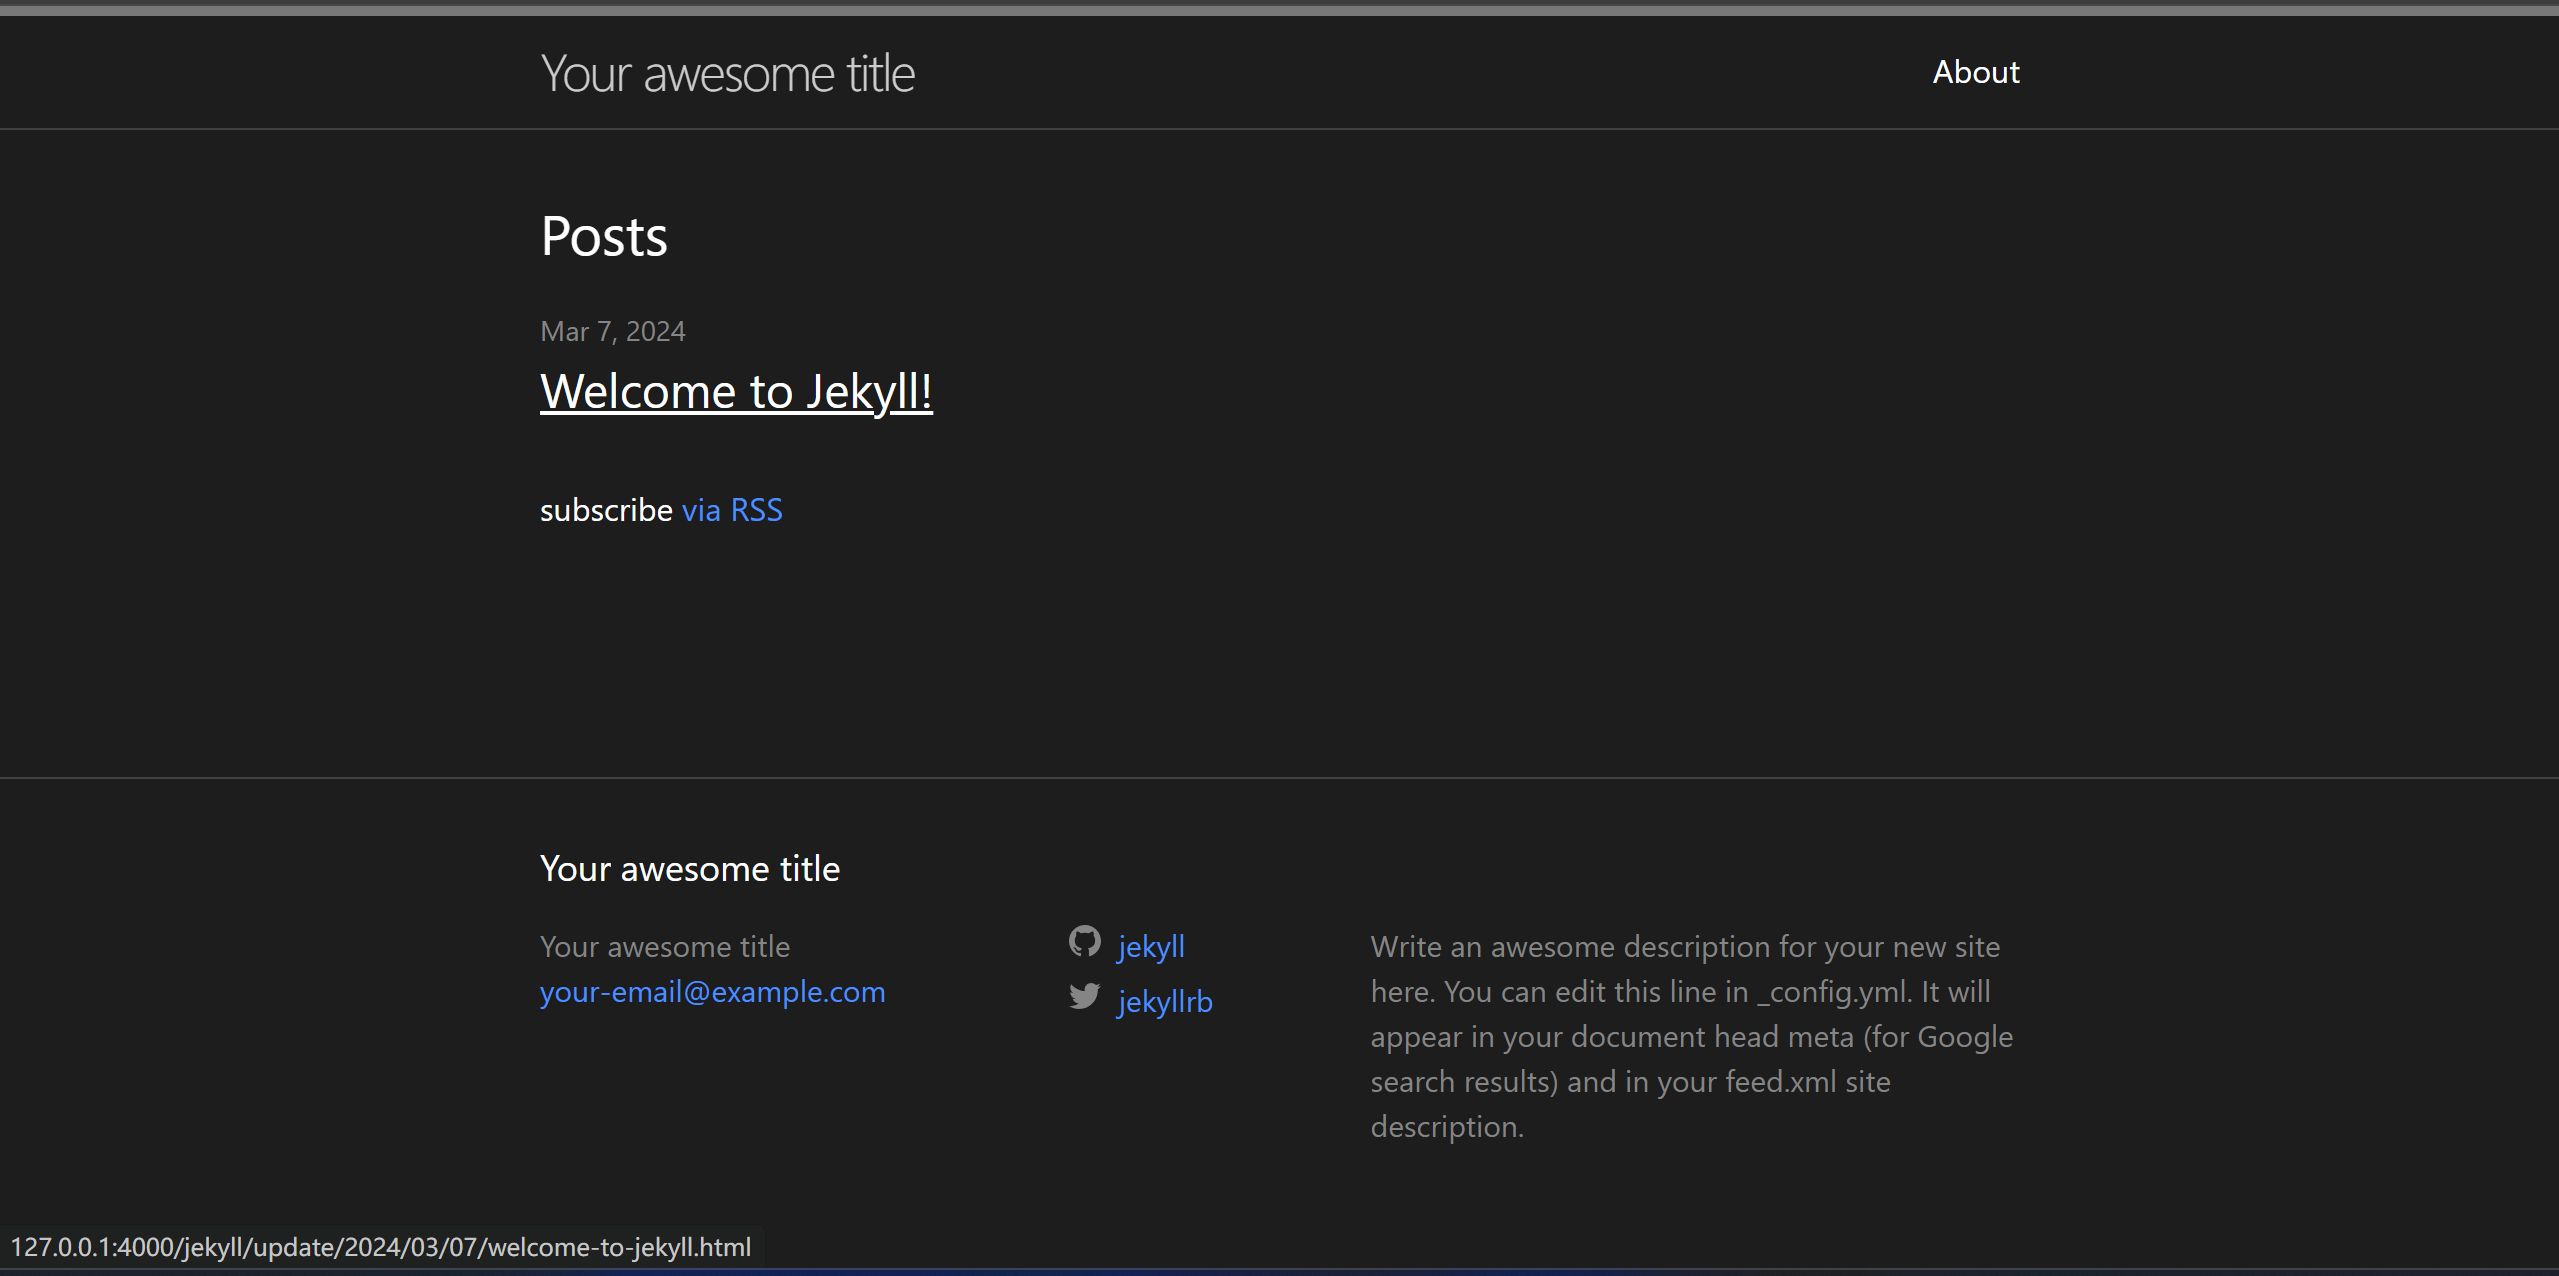 Your awesome title
About
Posts
Mar 7, 2024
Welcome to Jekyll!
subscribe via RSS
Your awesome title
Your awesome title
your-email@example.com
jekyll
jekyllrb
Write an awesome description for your new site
here. You can edit this line in _config.yml. It will
appear in your document head meta (for Google
search results) and in your feed.xml site
description.
127.0.0.1:4000/jekyll/update/2024/03/07/welcome-to-jekyll.html